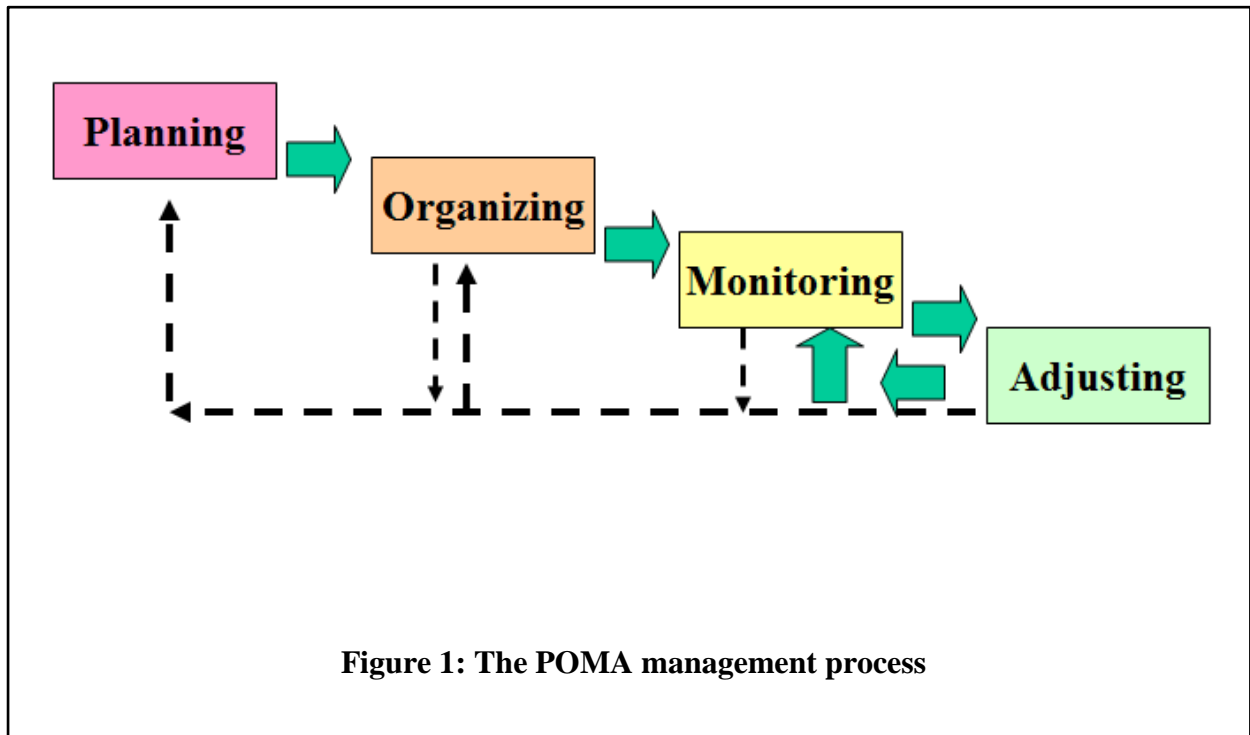 Planning
Organizing
Monitoring
Adjusting
Figure 1: The POMA management process